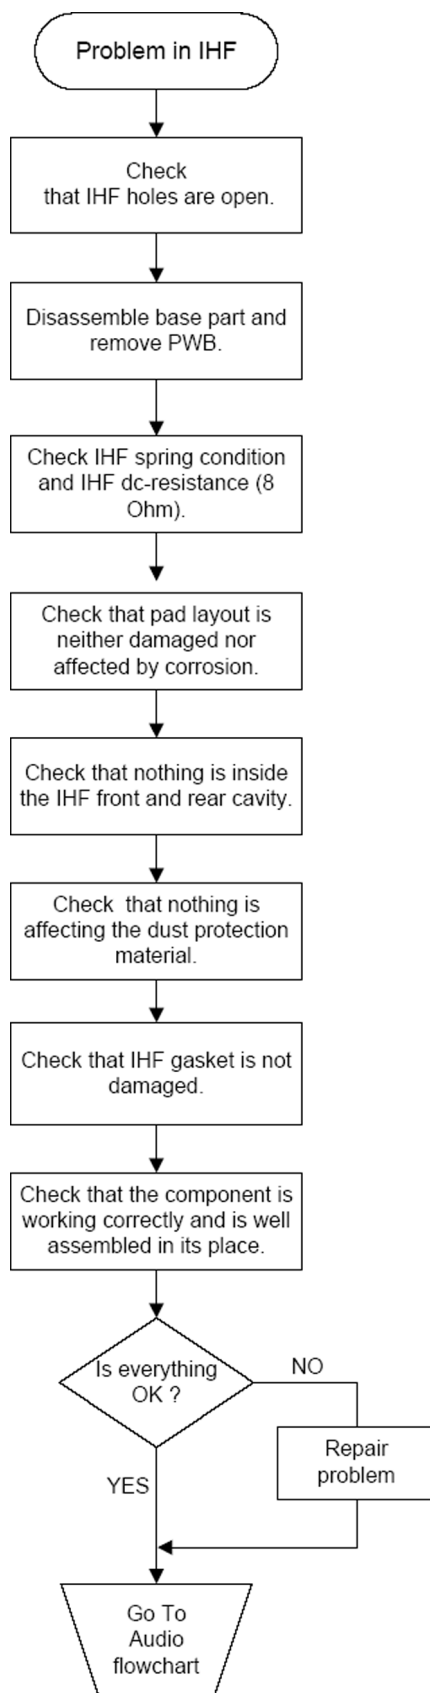 Problem in IHF
Check
that IHF holes are open.
Disassemble base part and
remove PWB.
Check IHF spring condition
and IHF dc-resistance (8
Ohm).
Check that pad layout is
neither damaged nor
affected by corrosion.
Check that nothing is inside
the IHF front and rear cavity.
Check that nothing is
affecting the dust protection
material.
Check that IHF gasket is not
damaged.
Check that the component is
working correctly and is well
assembled in its place.
Is everything
OK ?
NO
Repair
problem
YES
Go To
Audio
flowchart